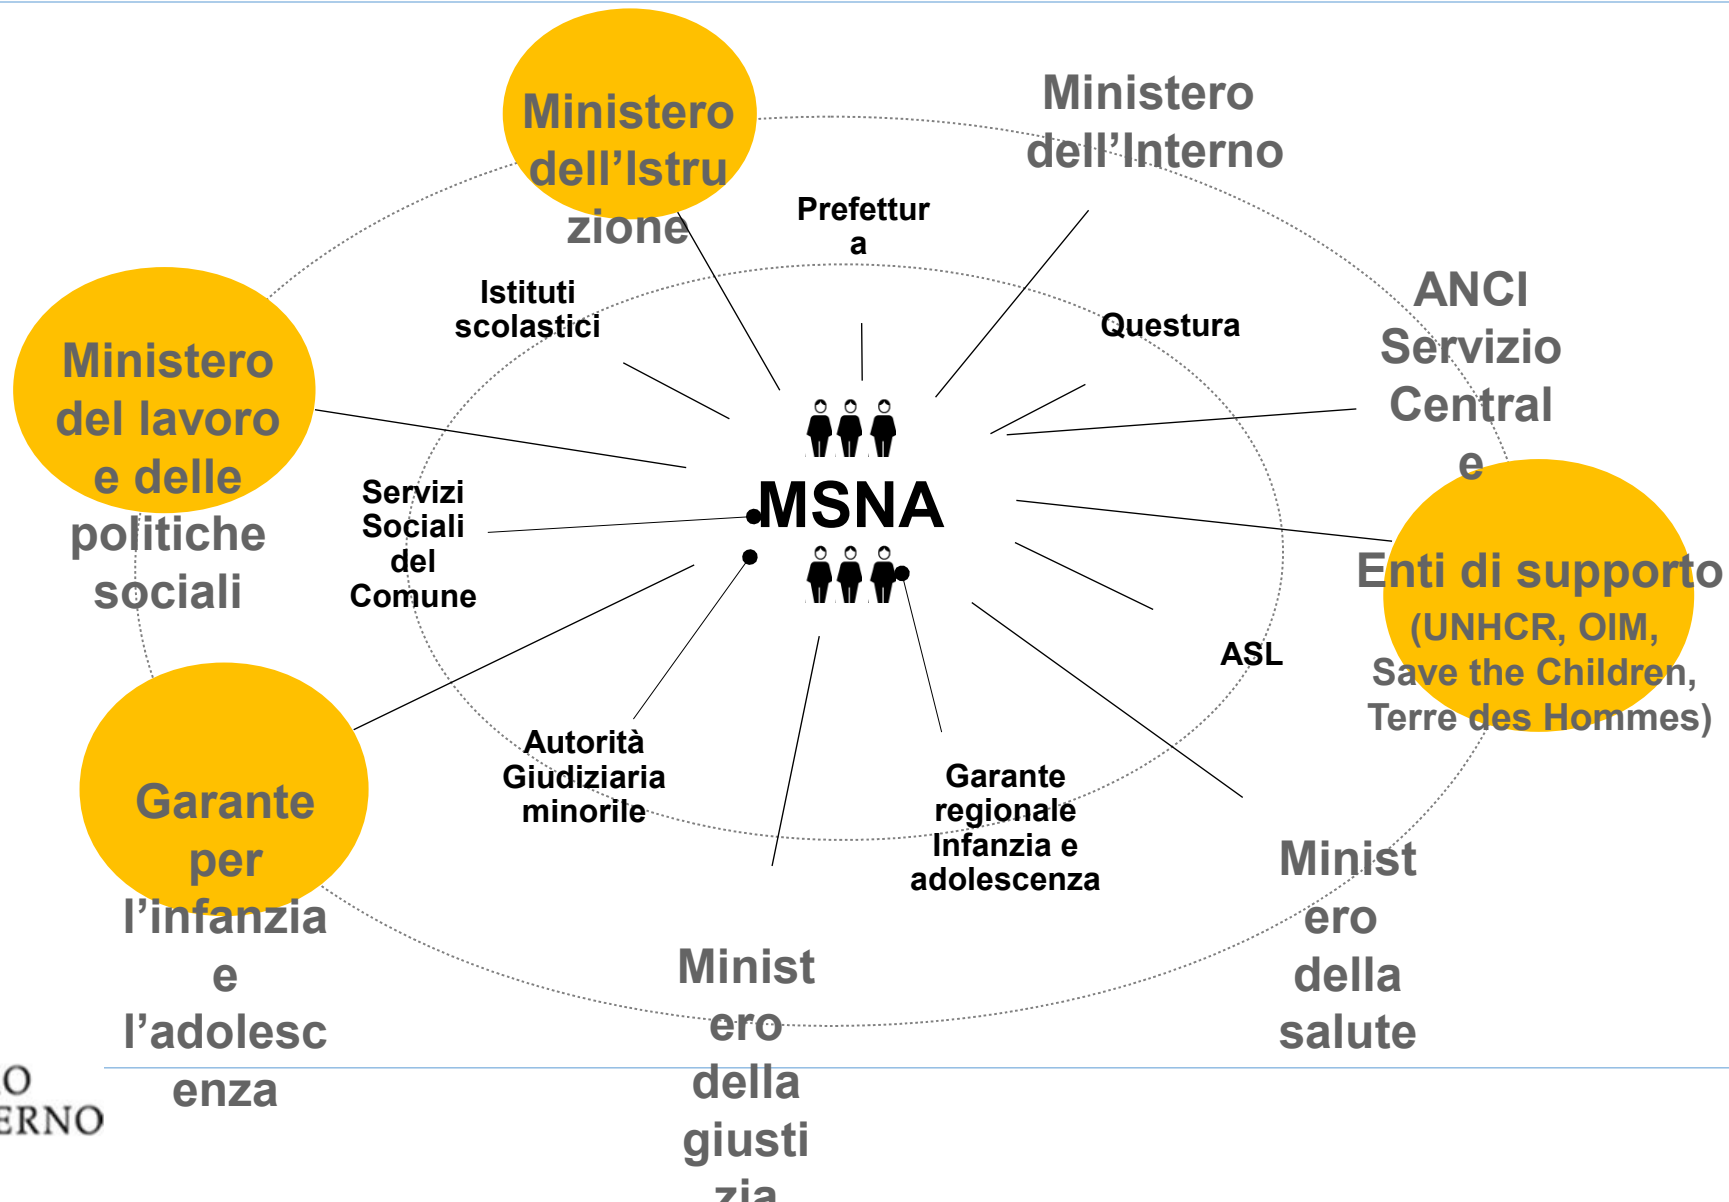 Ministero
dell’Istru
zione
Ministero
dell’Interno
Prefettur
a
Istituti
scolastici
Questura
ANCI
Servizio
Central
e
Ministero
del lavoro
e delle
politiche
sociali
Servizi
Sociali
del
Comune
MSNA
Enti di supporto
(UNHCR, OIM,
Save the Children,
Terre des Hommes)
ASL
Autorità
Giudiziaria
minorile
Garante
regionale
Infanzia e
adolescenza
Garante
per
l’infanzia
e
l’adolesc
enza
Minist
ero
della
salute
Minist
ero
della
giusti
zia
O
ERNO